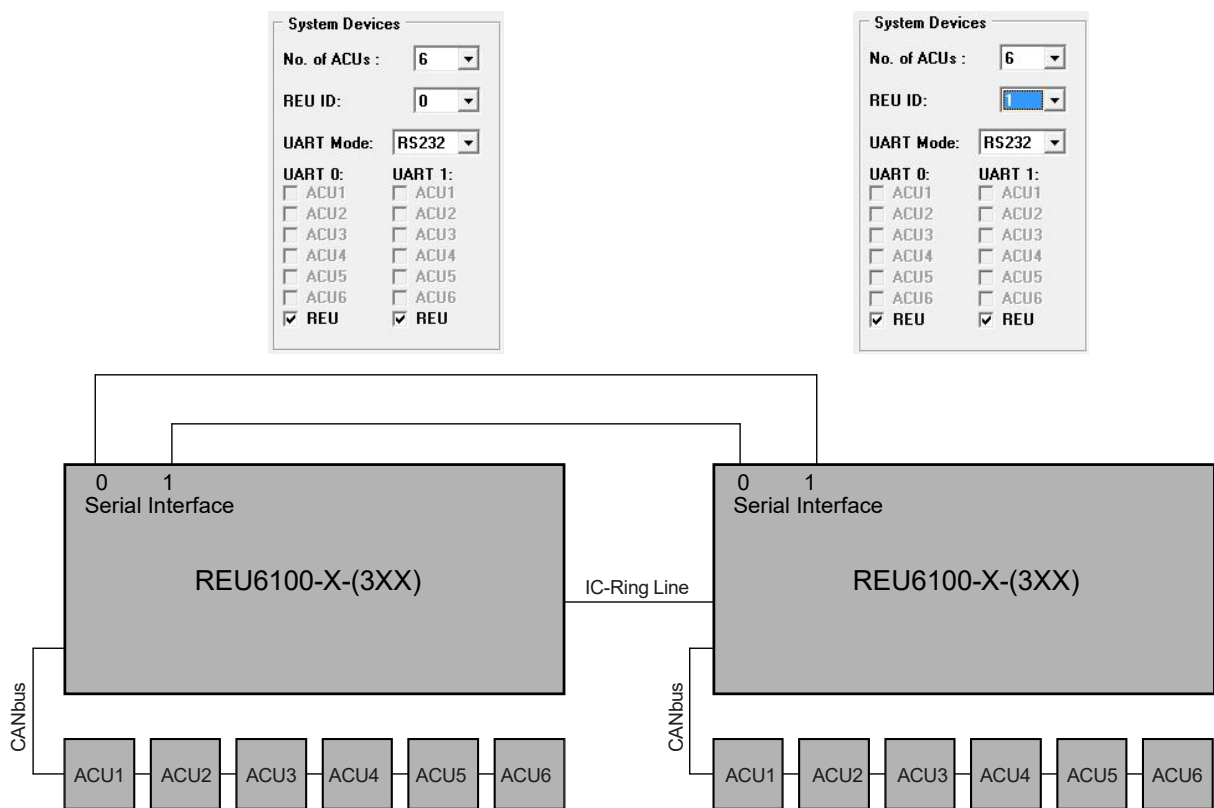 System Devices
No. of ACUs : 6
REU ID: 0
UART Mode: RS232
UART 0: UART 1:
ACU1 ACU1
ACU2 ACU2
ACU3 ACU3
ACU4 ACU4
ACU5 ACU5
ACU6 ACU6
REU REU
System Devices
No. of ACUs : 6
REU ID: 1
UART Mode: RS232
UART 0: UART 1:
ACU1 ACU1
ACU2 ACU2
ACU3 ACU3
ACU4 ACU4
ACU5 ACU5
ACU6 ACU6
REU REU
0 1
Serial Interface
REU6100-X-(3XX)
IC-Ring Line
0 1
Serial Interface
REU6100-X-(3XX)
CANbus
ACU1 ACU2 ACU3 ACU4 ACU5 ACU6
CANbus
ACU1 ACU2 ACU3 ACU4 ACU5 ACU6